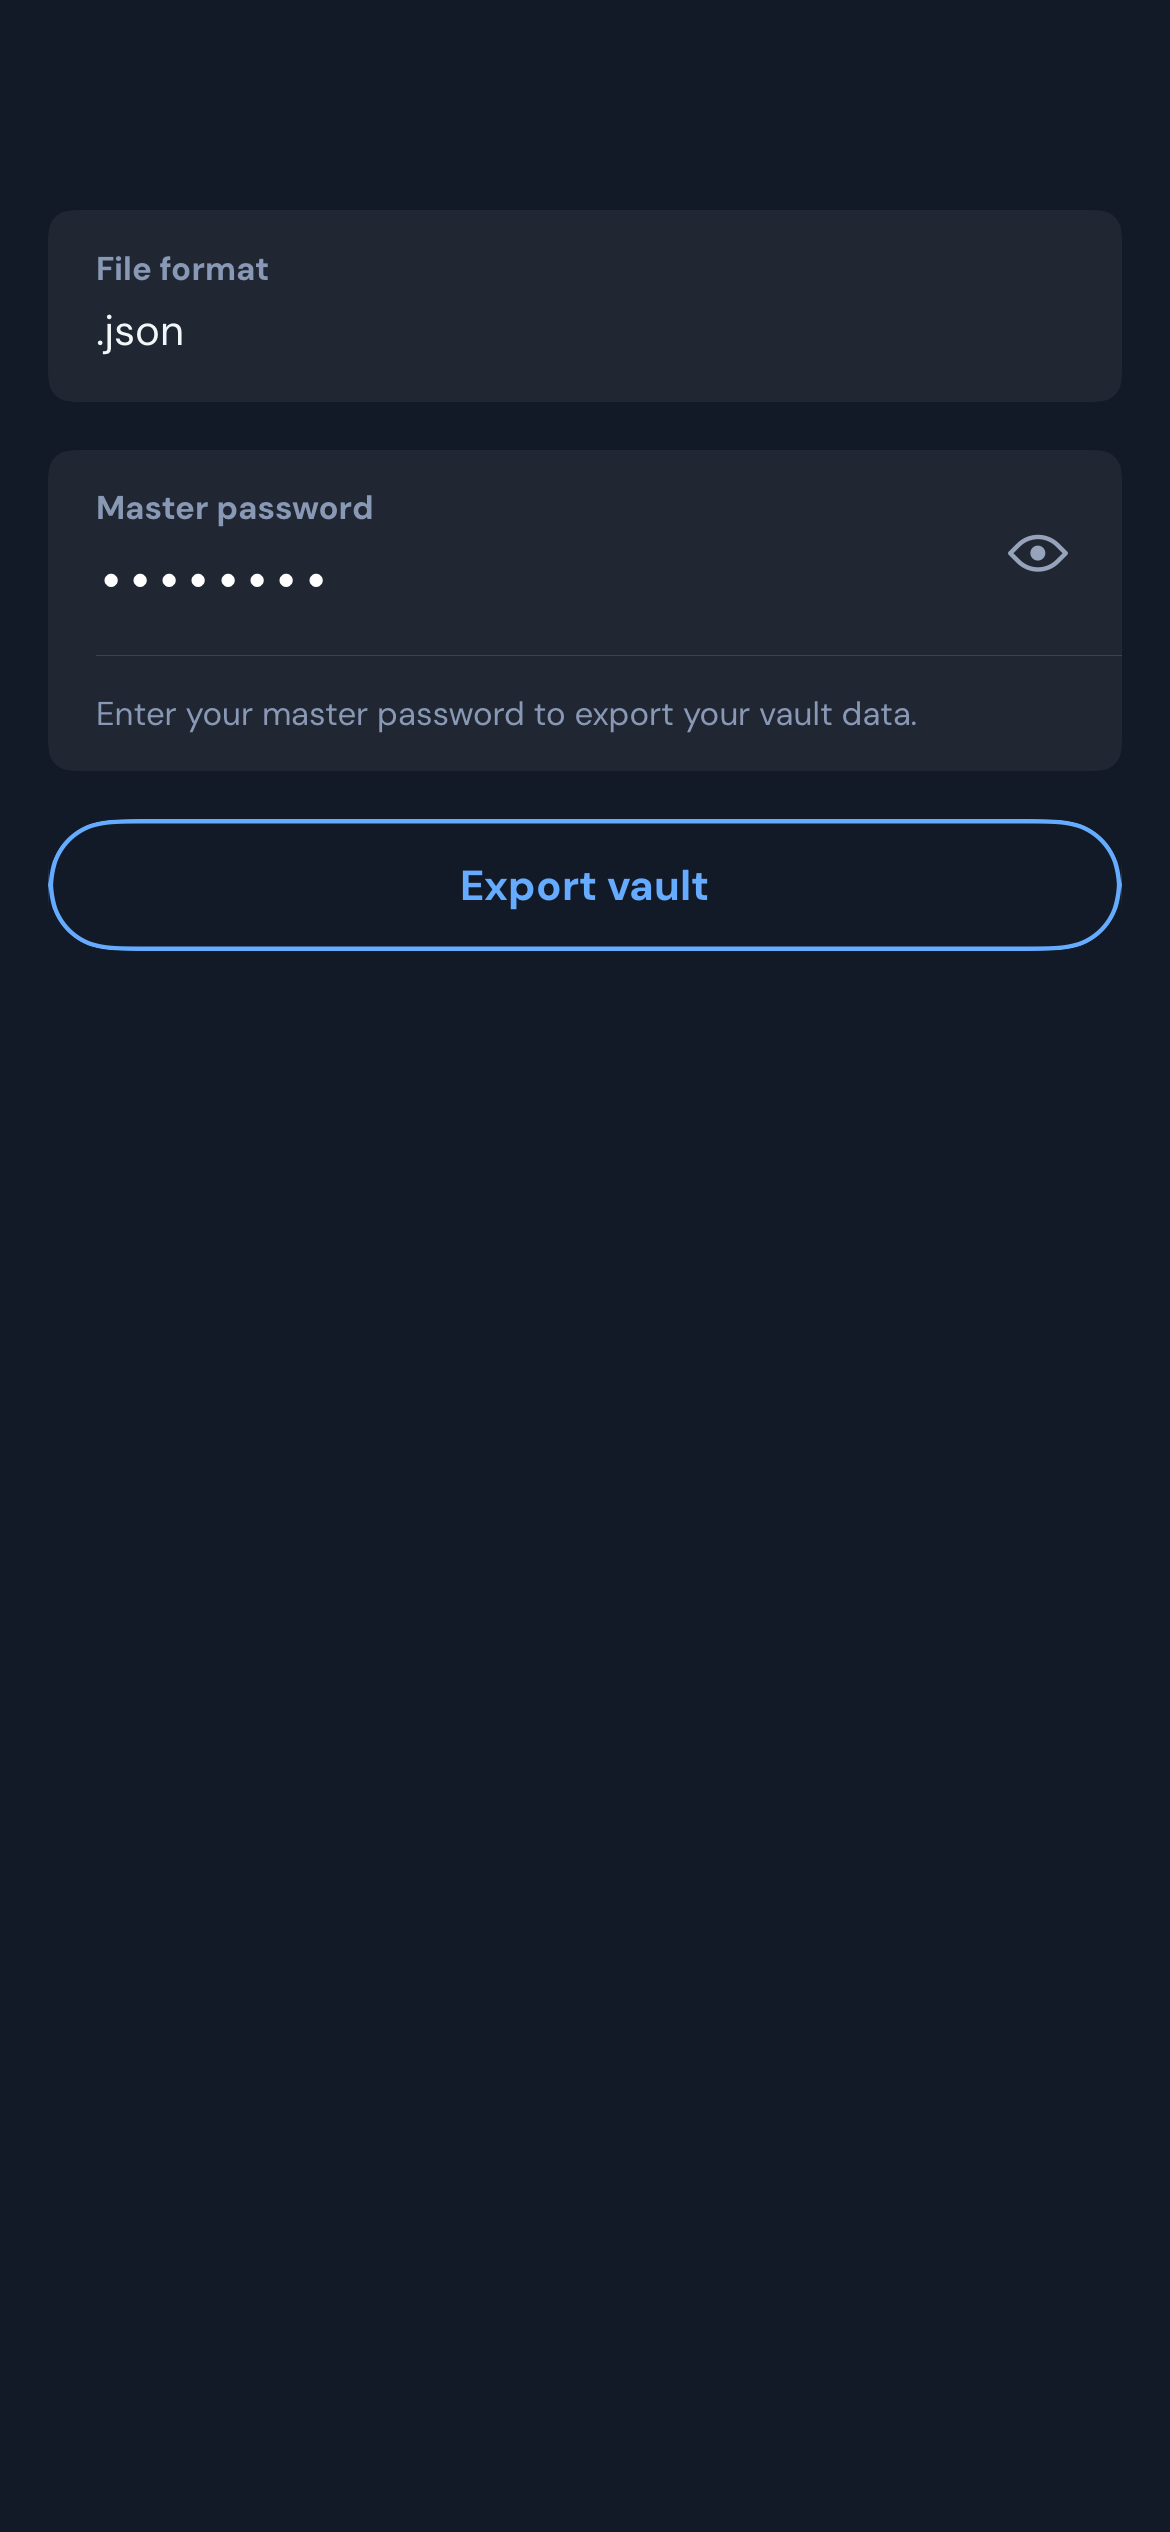 File format
.json
Master password
••••••••
Enter your master password to export your vault data.
Export vault